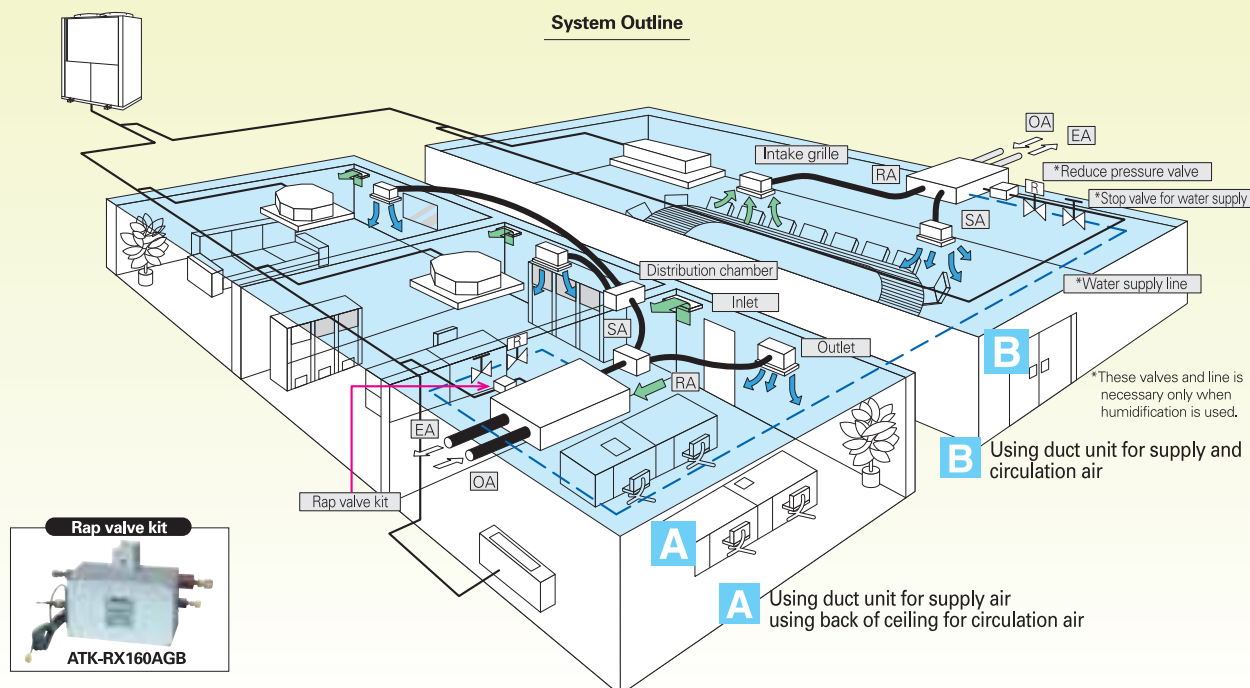 System Outline
OA
EA
Intake grille
RA
*Reduce pressure valve
R
*Stop valve for water supply
SA
Distribution chamber
*Water supply line
Inlet
SA
Outlet
B
R
RA
*These valves and line is
necessary only when
humidification is used.
EA
B
Using duct unit for supply and
circulation air
OA
Rap valve kit
Rap valve kit
A
A
Using duct unit for supply air
using back of ceiling for circulation air
ATK-RX160AGB